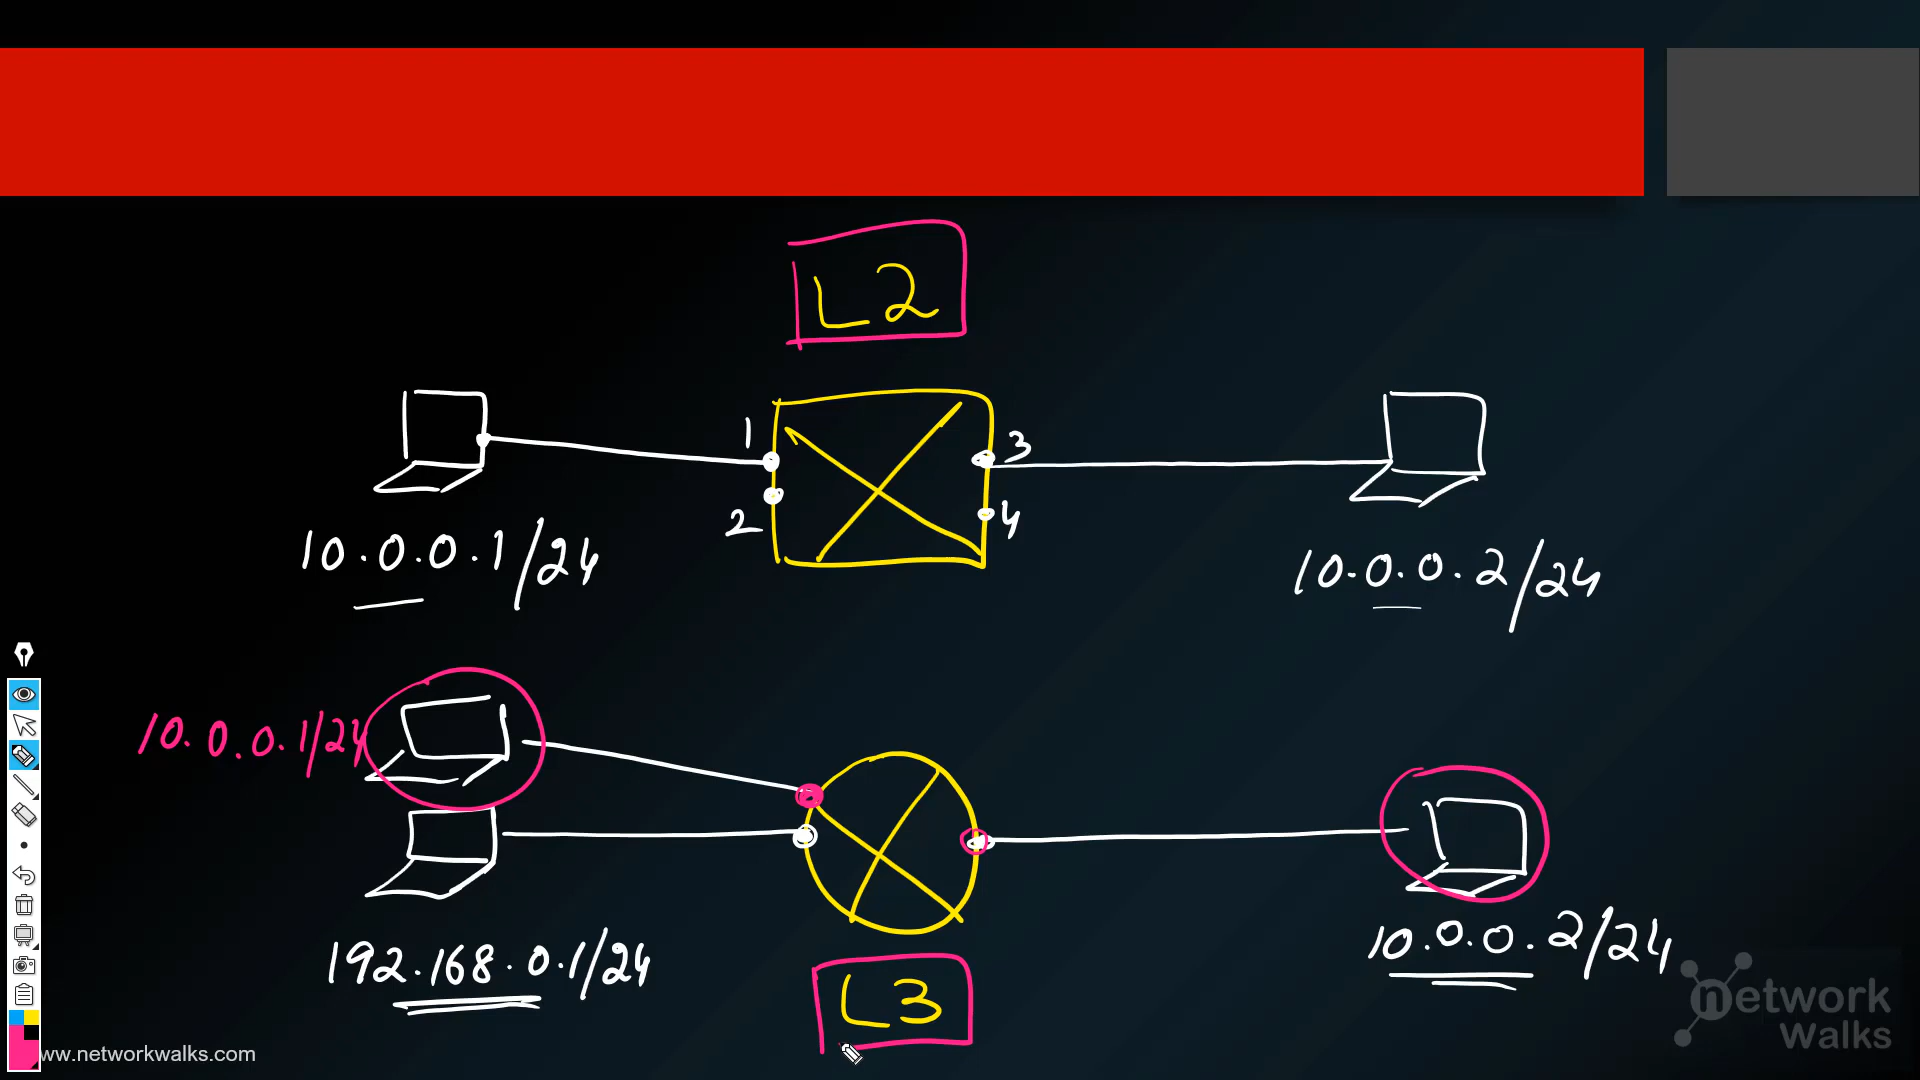 L2
1
3
2
4
10.0.0.1/24
10.0.0.2/24
10.0.0.1/24
192.168.0.1/24
10.0.0.2/24
L3
network
Walks
ww.networkwalks.com